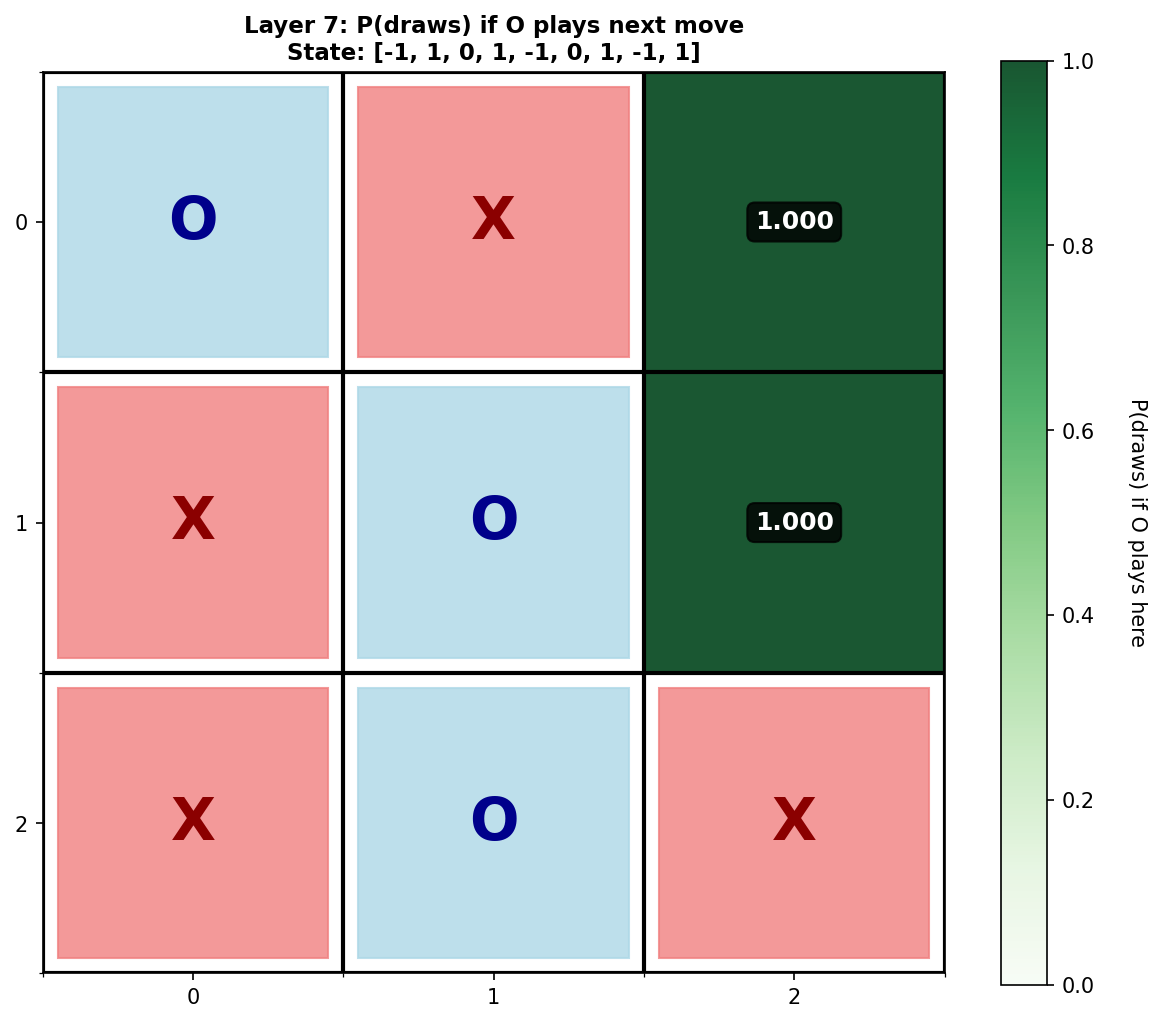 Layer 7: P(draws) if O plays next move
State: [-1, 1, 0, 1, -1, 0, 1, -1, 1]
0
O
X
1.000
1
X
O
1.000
2
X
O
X
0
1
2
1.0
0.8
0.6
0.4
0.2
0.0
P(draws) if O plays here